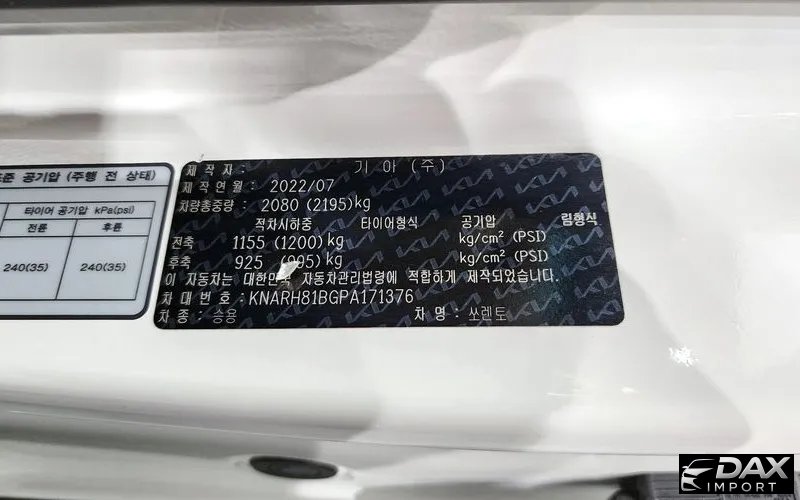 표준 공기압 (주행 전 상태)
타이어 공기압 kPa(psi)
전륜 후륜
240(35) 240(35)
제 작 자 : 기아 (주)
제작연월 : 2022/07
차량총중량 : 2080 (2195)kg
적차시하중 타이어형식 공기압 림형식
전축 1155 (1200)kg kg/cm² (PSI)
후축 925 (995)kg kg/cm² (PSI)
이 자동차는 대한민국 자동차관리법령에 적합하게 제작되었습니다.
차 대 번 호 : KNARH81BGPA171376
차 종 : 승용 차 명 : 쏘렌토
DAX
IMPORT